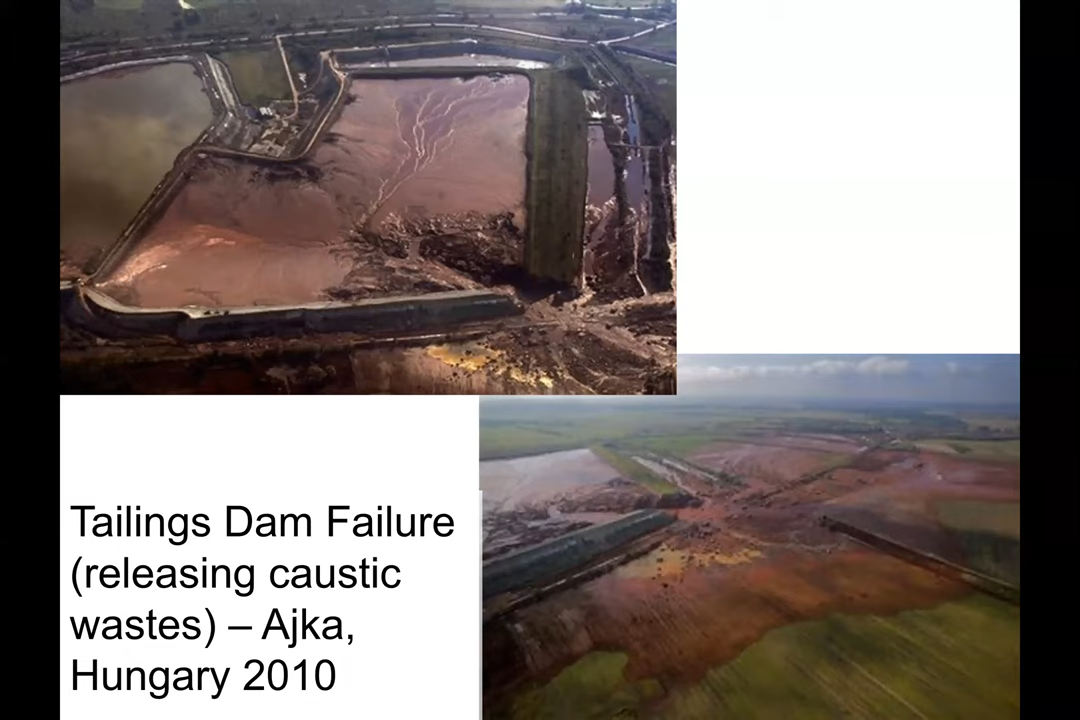 Tailings Dam Failure
(releasing caustic
wastes) – Ajka,
Hungary 2010